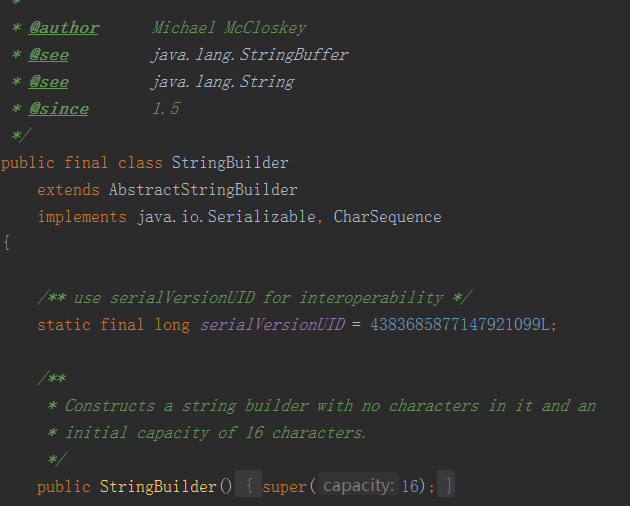 *
* @author Michael McCloskey
* @see java.lang.StringBuffer
* @see java.lang.String
* @since 1.5
*/
public final class StringBuilder
extends AbstractStringBuilder
implements java.io.Serializable, CharSequence
{
/** use serialVersionUID for interoperability */
static final long serialVersionUID = 4383685877147921099L;
/**
* Constructs a string builder with no characters in it and an
* initial capacity of 16 characters.
*/
public StringBuilder() { super( capacity: 16); }